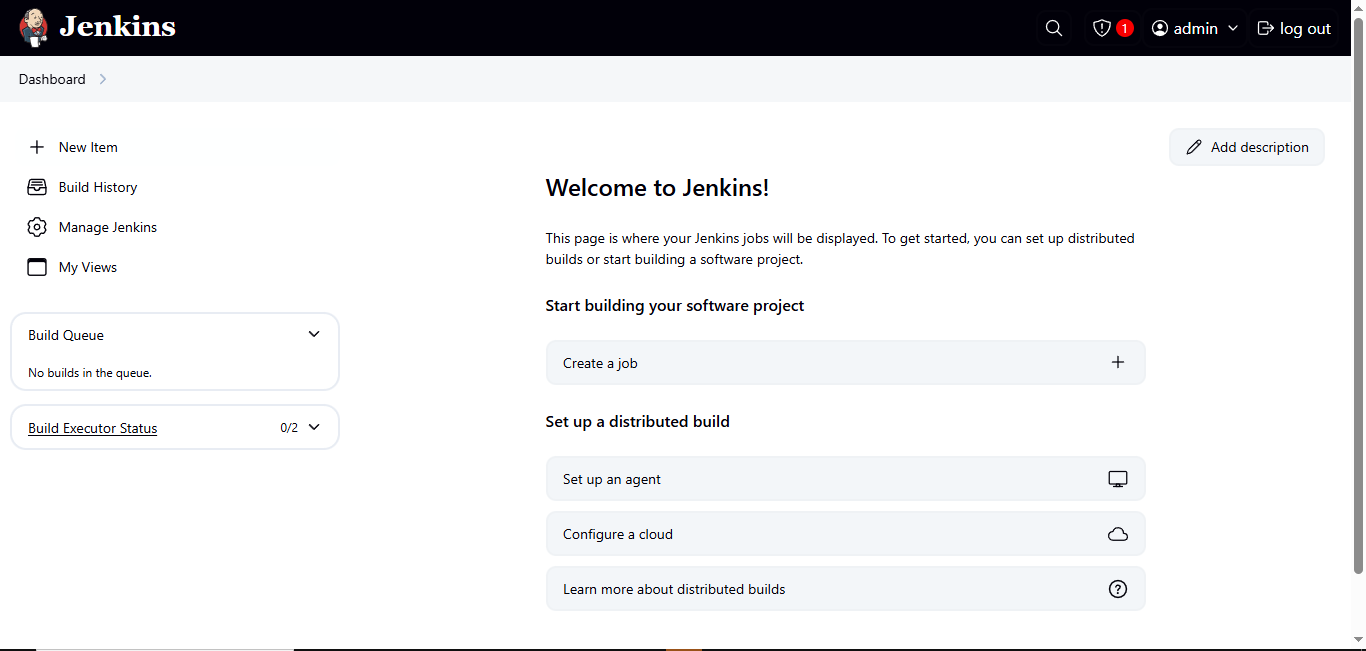 Jenkins
1
admin
log out
Dashboard
New Item
Build History
Manage Jenkins
My Views
Build Queue
No builds in the queue.
Build Executor Status
0/2
Add description
Welcome to Jenkins!
This page is where your Jenkins jobs will be displayed. To get started, you can set up distributed
builds or start building a software project.
Start building your software project
Create a job
Set up a distributed build
Set up an agent
Configure a cloud
Learn more about distributed builds